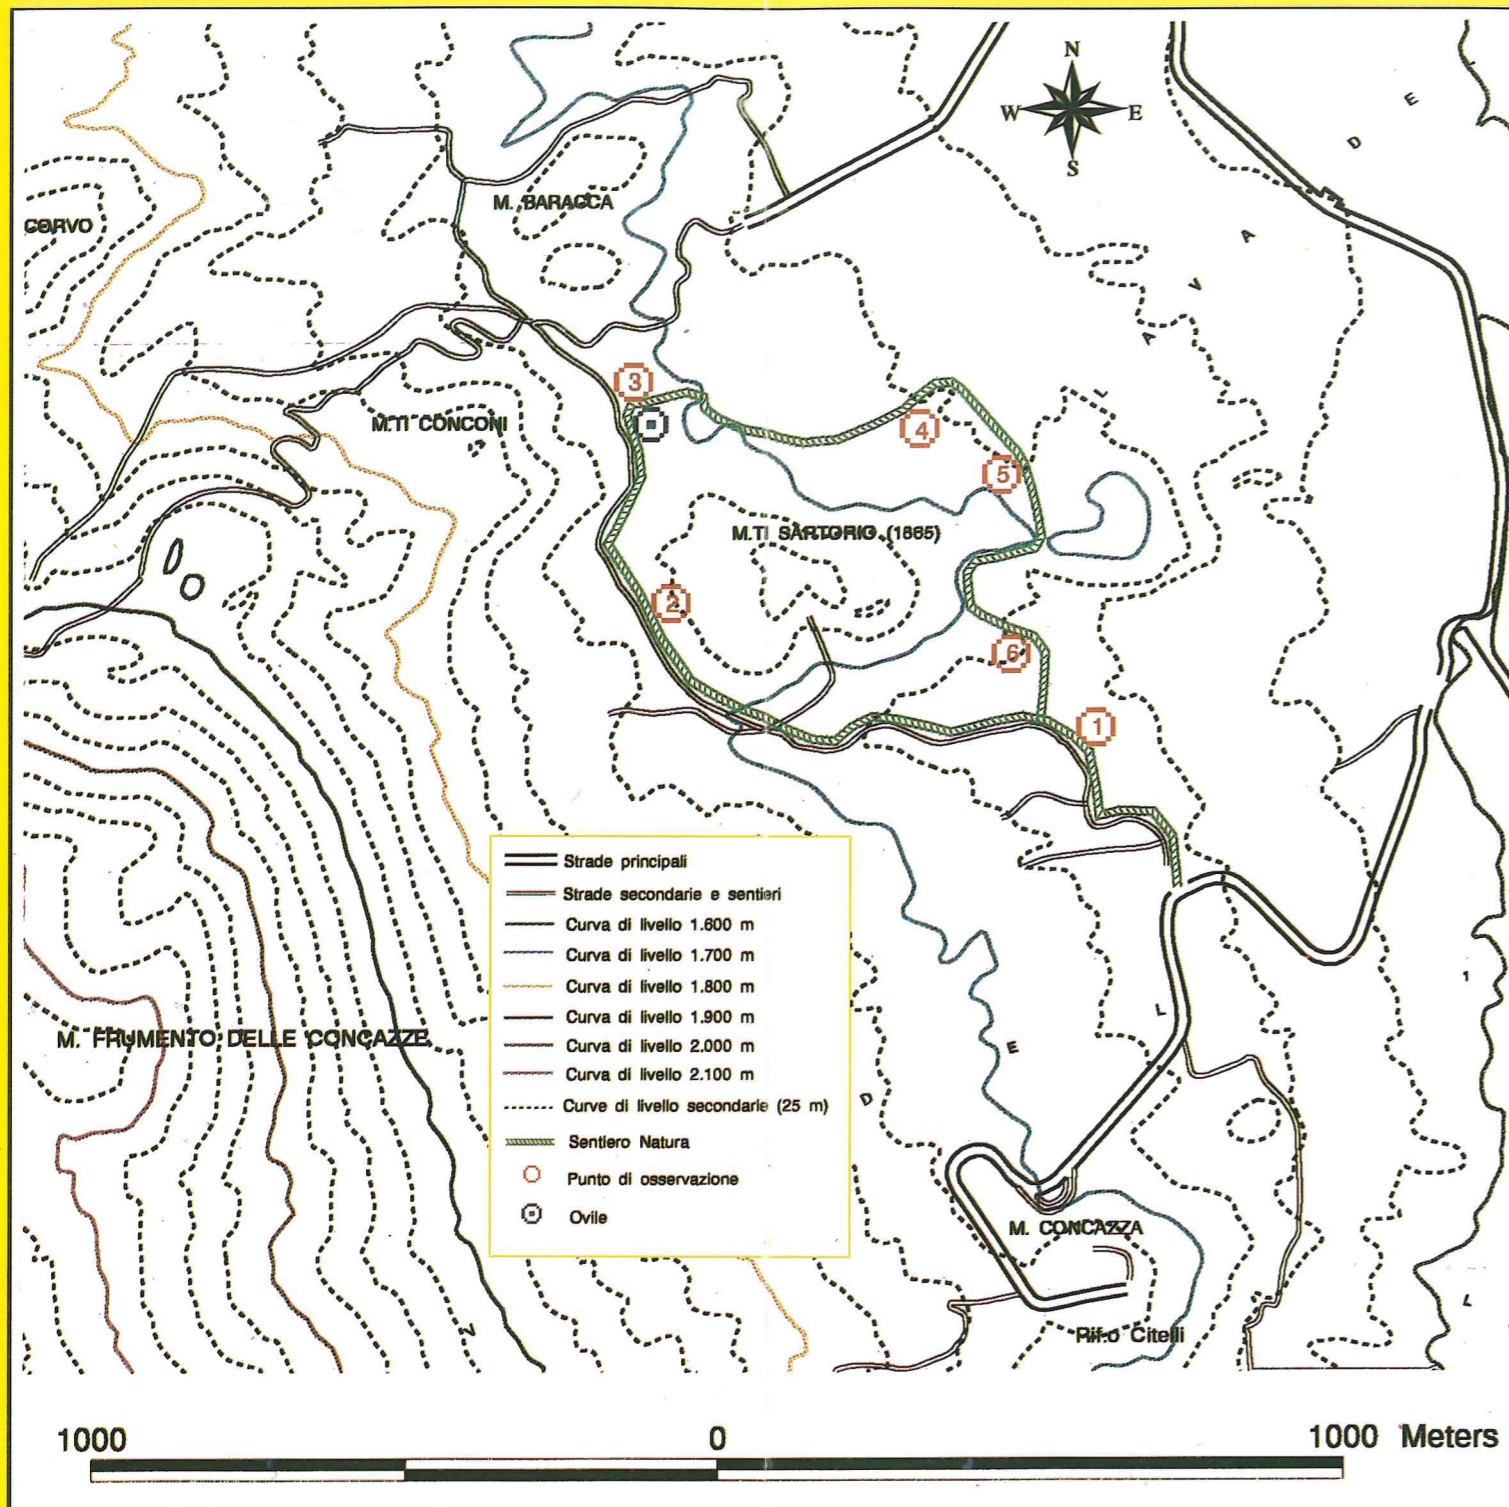 N
W E
S
E
D
A
V
A
L
CORVO
M. BARACCA
M.TI CONCONI
3
4
5
M.TI SARTORIO (1865)
2
6
1
Strade principali
Strade secondarie e sentieri
Curva di livello 1.600 m
Curva di livello 1.700 m
Curva di livello 1.800 m
Curva di livello 1.900 m
Curva di livello 2.000 m
Curva di livello 2.100 m
Curve di livello secondarie (25 m)
Sentiero Natura
Punto di osservazione
Ovile
M. FRUMENTO DELLE CONCAZZE
D
E
L
1
L
M. CONCAZZA
Rif.o Citelli
1000 0 1000 Meters